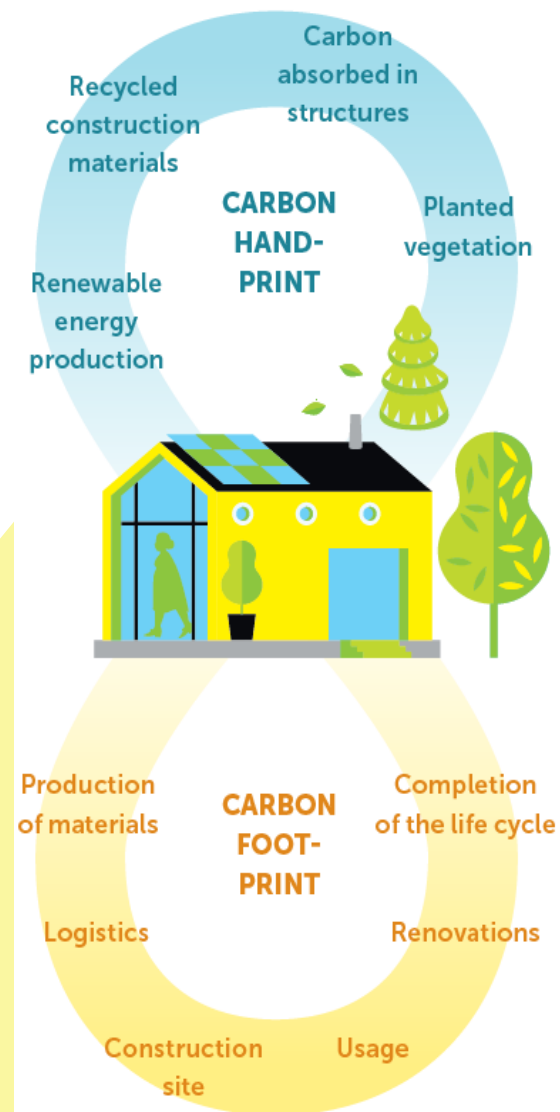 Carbon
absorbed in
structures
Recycled
construction
materials
CARBON
HAND-
PRINT
Planted
vegetation
Renewable
energy
production
Production
of materials
CARBON
FOOT-
PRINT
Completion
of the life cycle
Logistics
Renovations
Construction
site
Usage